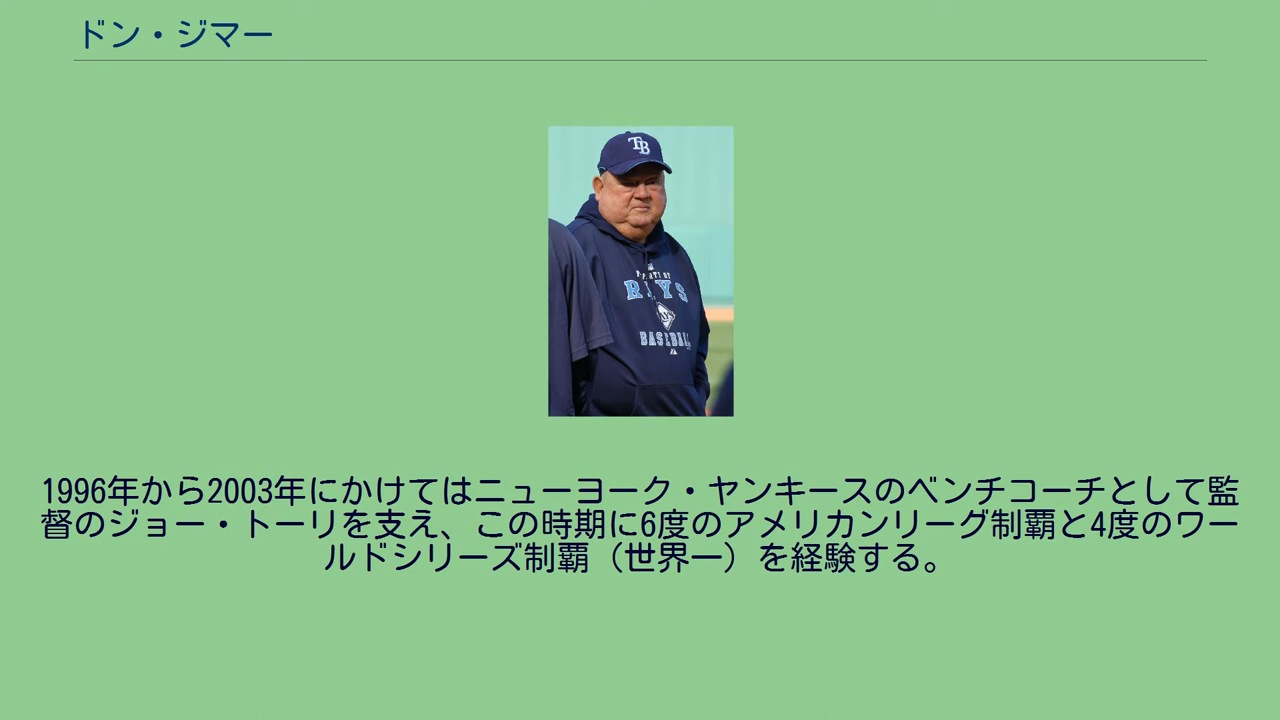 ドン・ジマー
TB
RAYS
BASEBALL
1996年から2003年にかけてはニューヨーク・ヤンキースのベンチコーチとして監
督のジョー・トーリを支え、この時期に6度のアメリカンリーグ制覇と4度のワー
ルドシリーズ制覇（世界一）を経験する。